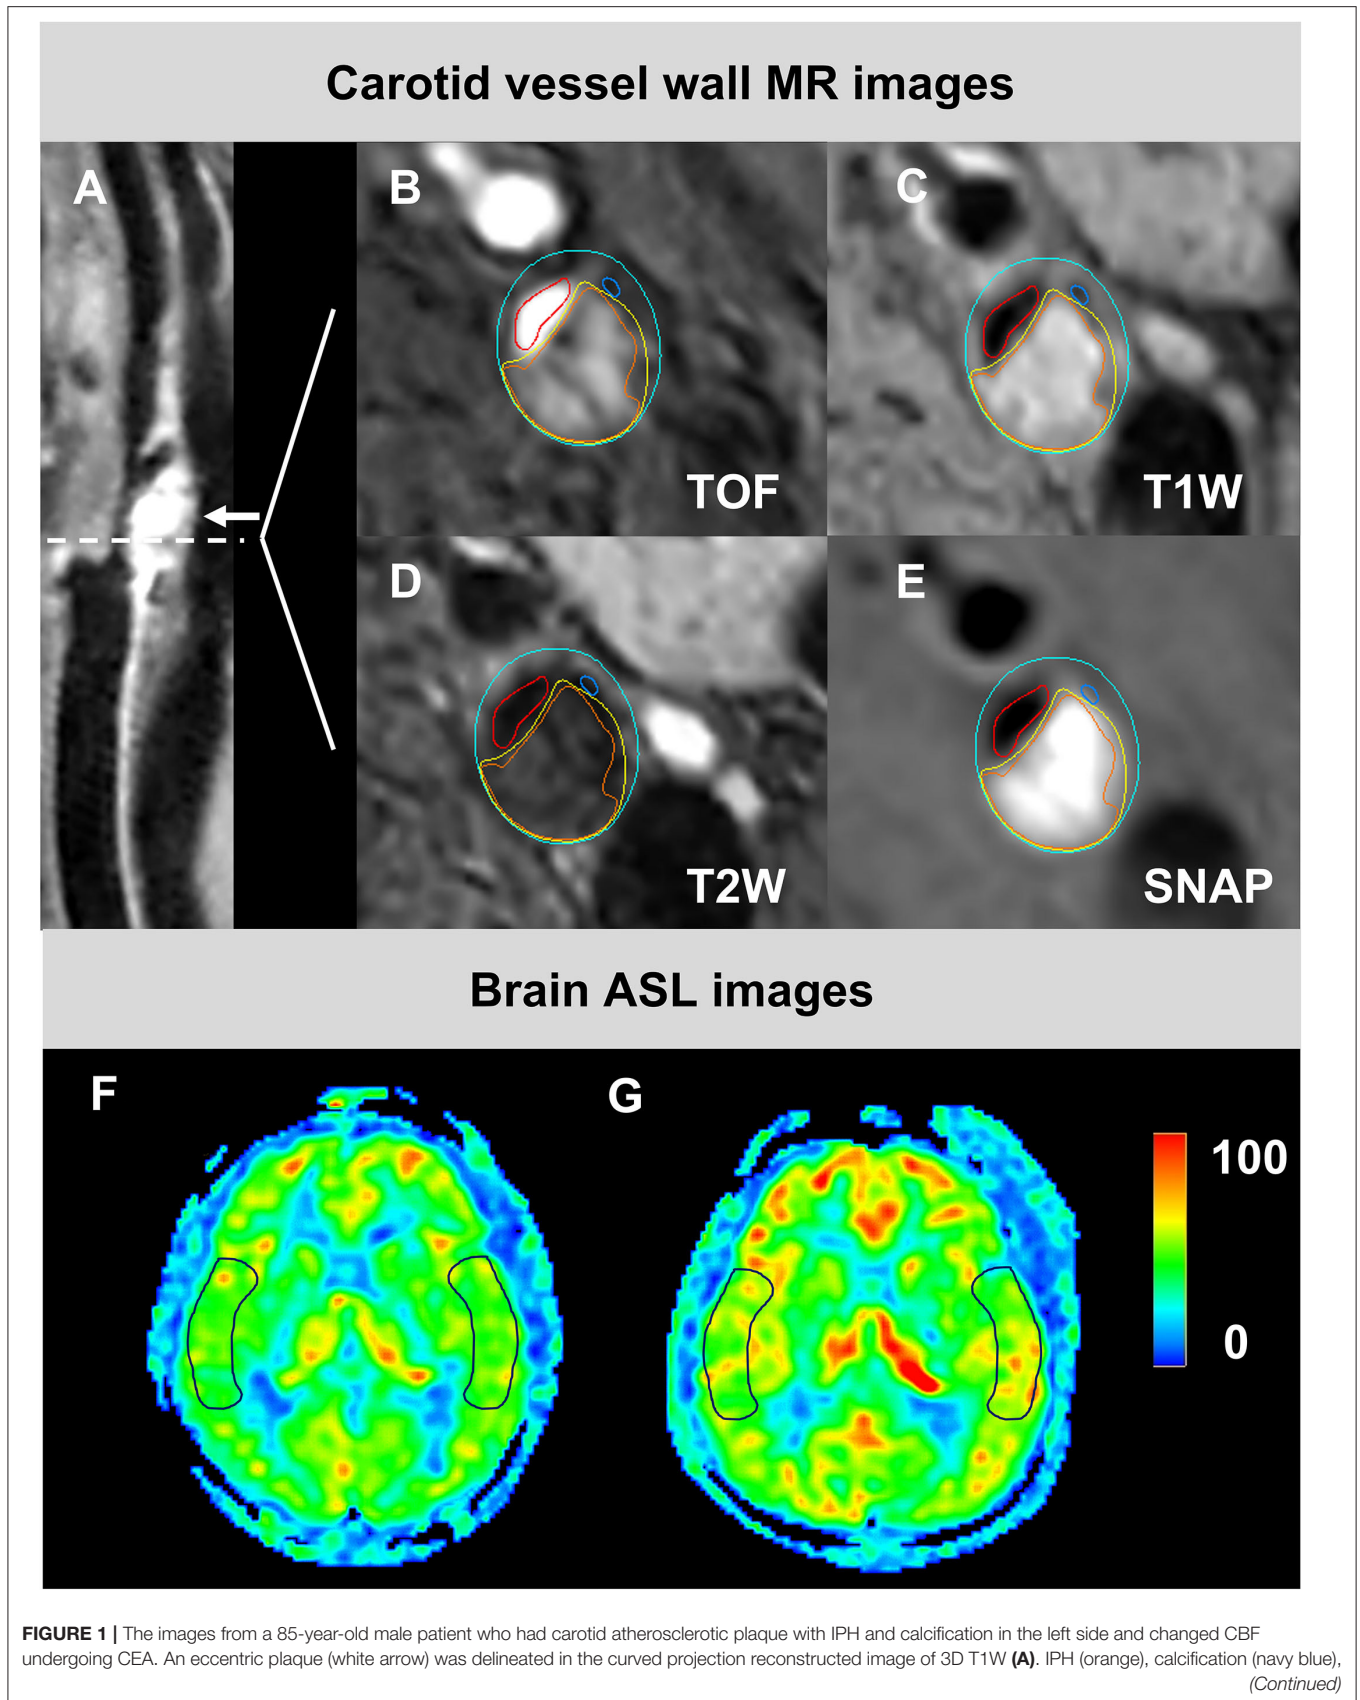 Carotid vessel wall MR images
A
B
C
TOF
T1W
D
E
T2W
SNAP
Brain ASL images
F
G
100
0
FIGURE 1 | The images from a 85-year-old male patient who had carotid atherosclerotic plaque with IPH and calcification in the left side and changed CBF
undergoing CEA. An eccentric plaque (white arrow) was delineated in the curved projection reconstructed image of 3D T1W (A). IPH (orange), calcification (navy blue),
(Continued)